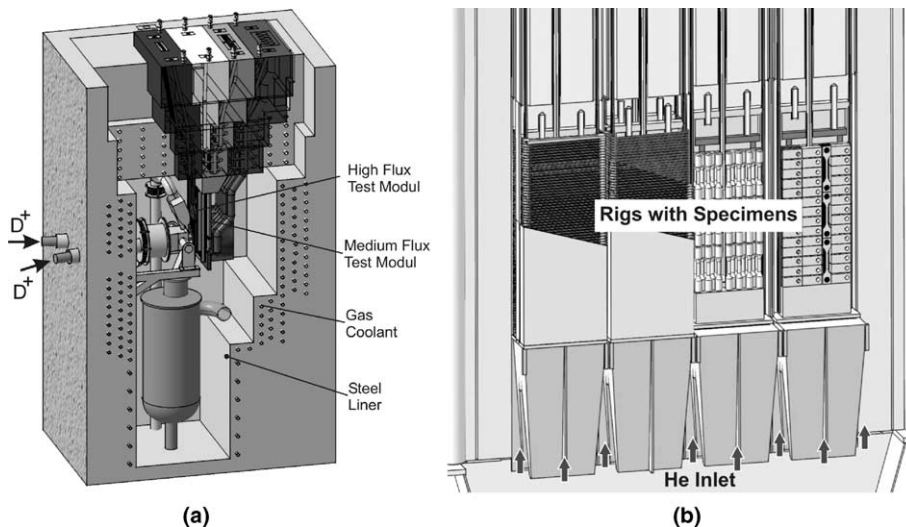 High Flux
Test Modul
Medium Flux
Test Modul
D+
D+
Gas
Coolant
Steel
Liner
(a)
Rigs with Specimens
He Inlet
(b)